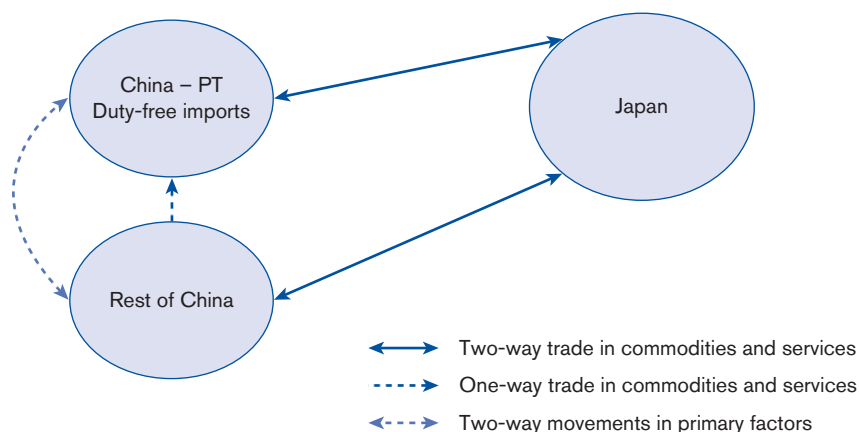 China – PT
Duty-free imports
Japan
Rest of China
Two-way trade in commodities and services
One-way trade in commodities and services
Two-way movements in primary factors